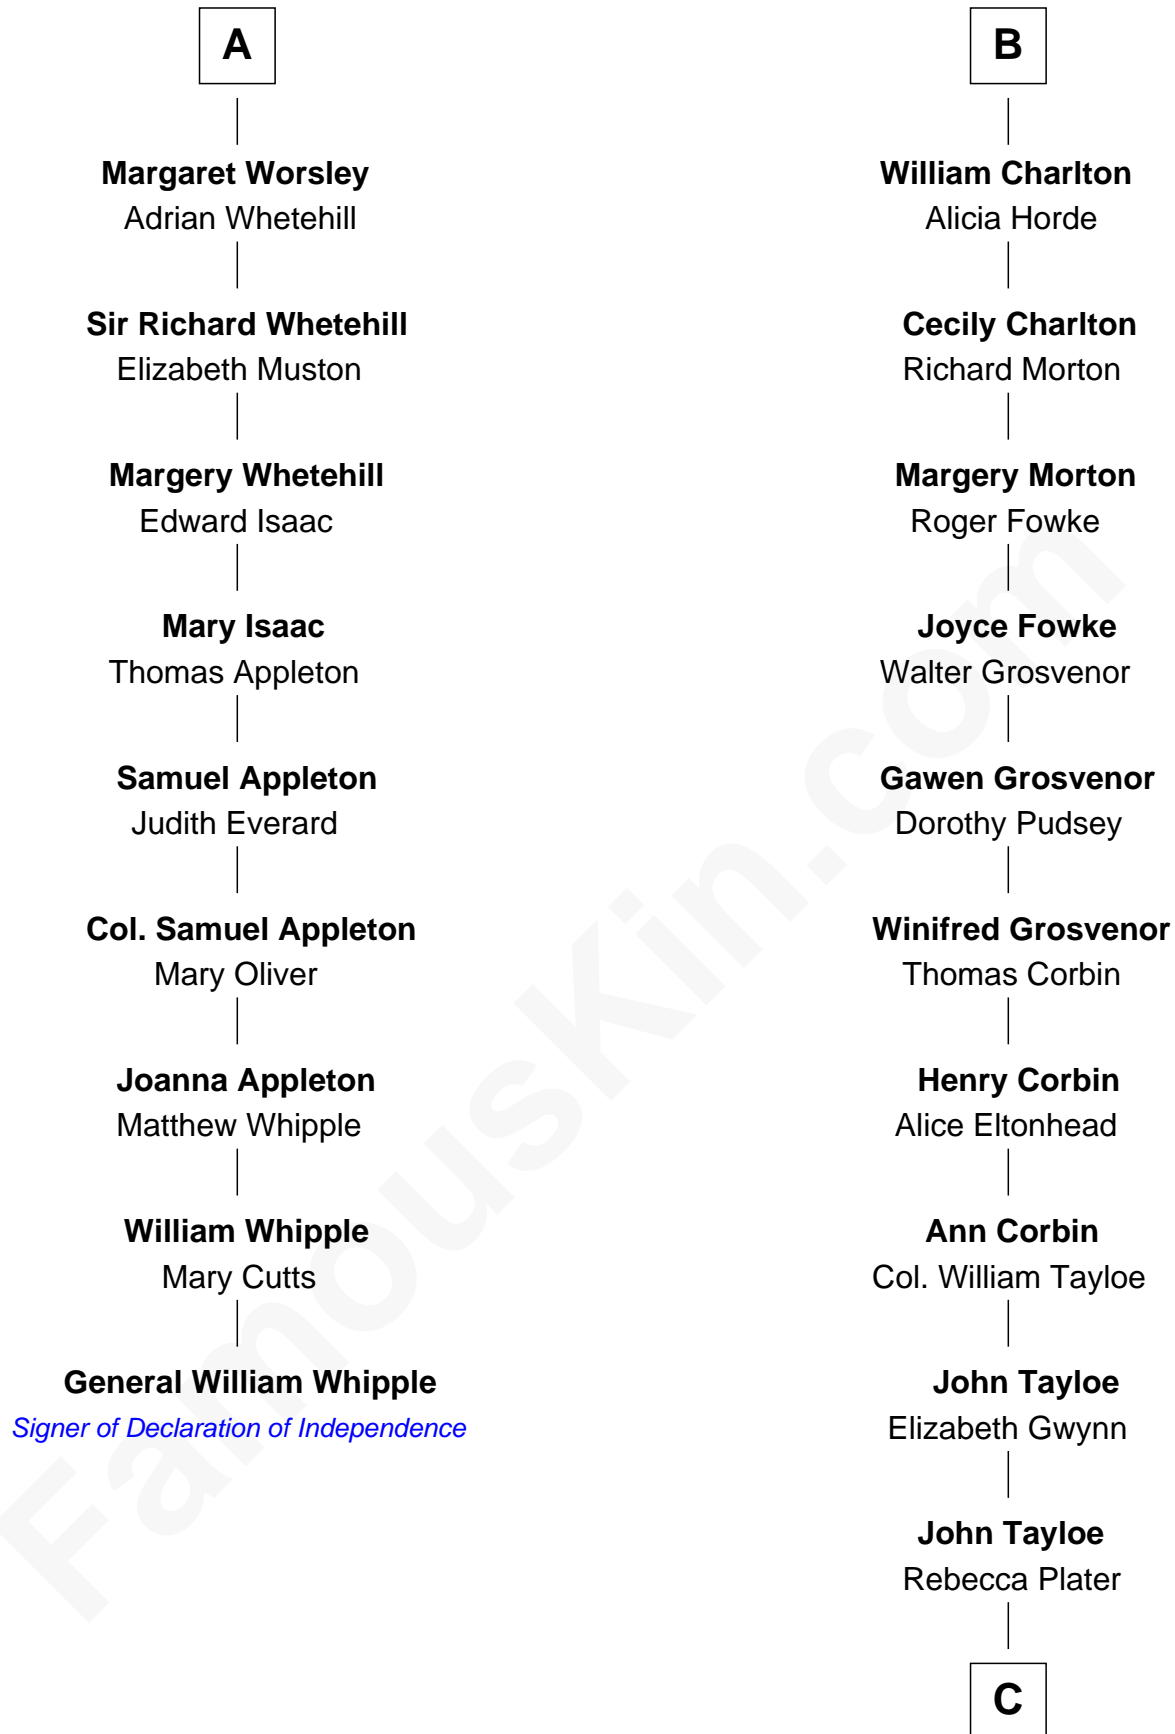 A
Margaret Worsley
Adrian Whetehill
Sir Richard Whetehill
Elizabeth Muston
Margery Whetehill
Edward Isaac
Mary Isaac
Thomas Appleton
Samuel Appleton
Judith Everard
Col. Samuel Appleton
Mary Oliver
Joanna Appleton
Matthew Whipple
William Whipple
Mary Cutts
General William Whipple
Signer of Declaration of Independence
B
William Charlton
Alicia Horde
Cecily Charlton
Richard Morton
Margery Morton
Roger Fowke
Joyce Fowke
Walter Grosvenor
Gawen Grosvenor
Dorothy Pudsey
Winifred Grosvenor
Thomas Corbin
Henry Corbin
Alice Eltonhead
Ann Corbin
Col. William Tayloe
John Tayloe
Elizabeth Gwynn
John Tayloe
Rebecca Plater
C
FamousKin.com